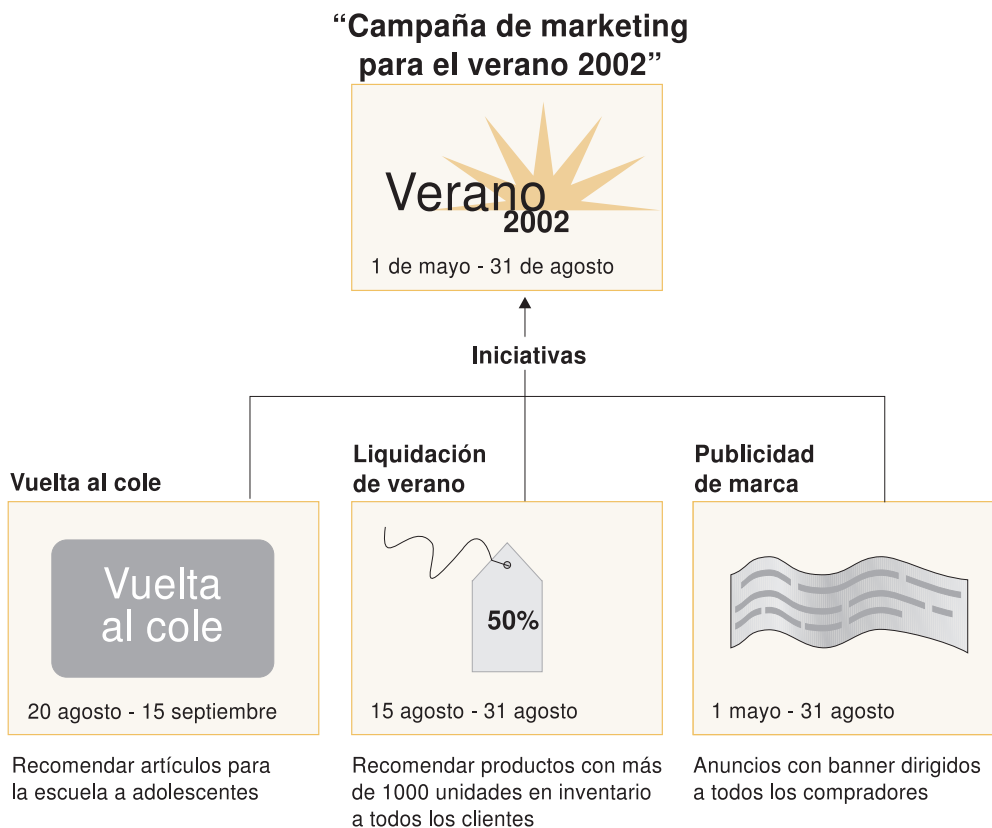 “Campaña de marketing
para el verano 2002”
Verano
2002
1 de mayo - 31 de agosto
Iniciativas
Vuelta al cole
Vuelta
al cole
20 agosto - 15 septiembre
Recomendar artículos para
la escuela a adolescentes
Liquidación
de verano
50%
15 agosto - 31 agosto
Recomendar productos con más
de 1000 unidades en inventario
a todos los clientes
Publicidad
de marca
1 mayo - 31 agosto
Anuncios con banner dirigidos
a todos los compradores